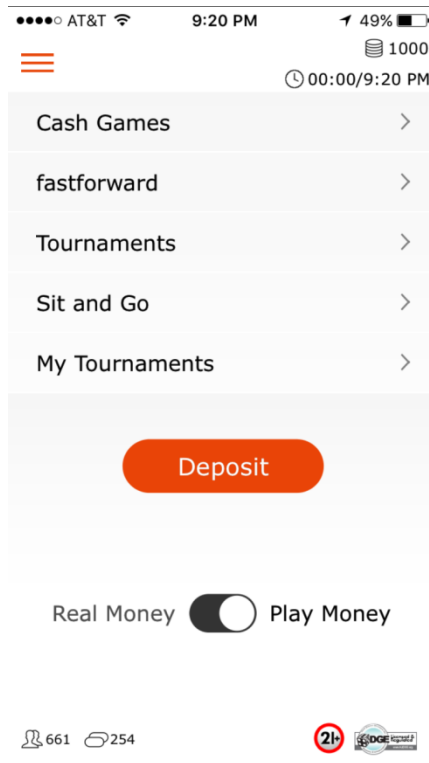 AT&T 9:20 PM 49%
1000
00:00/9:20 PM
Cash Games
fastforward
Tournaments
Sit and Go
My Tournaments
Deposit
Real Money Play Money
661 254 21+ DGE